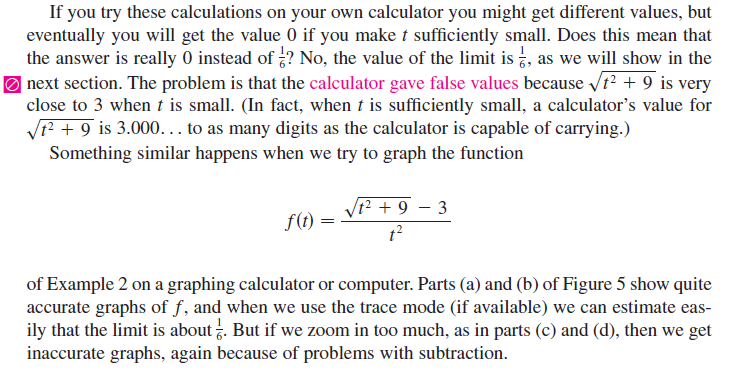 If you try these calculations on your own calculator you might get different values, but
eventually you will get the value 0 if you make t sufficiently small. Does this mean that
the answer is really 0 instead of 1/6? No, the value of the limit is 1/6, as we will show in the
next section. The problem is that the calculator gave false values because √(t² + 9) is very
close to 3 when t is small. (In fact, when t is sufficiently small, a calculator's value for
√(t² + 9) is 3.000. . . to as many digits as the calculator is capable of carrying.)
Something similar happens when we try to graph the function
f(t) = (√(t² + 9) − 3)/t²
of Example 2 on a graphing calculator or computer. Parts (a) and (b) of Figure 5 show quite
accurate graphs of f, and when we use the trace mode (if available) we can estimate eas-
ily that the limit is about 1/6. But if we zoom in too much, as in parts (c) and (d), then we get
inaccurate graphs, again because of problems with subtraction.